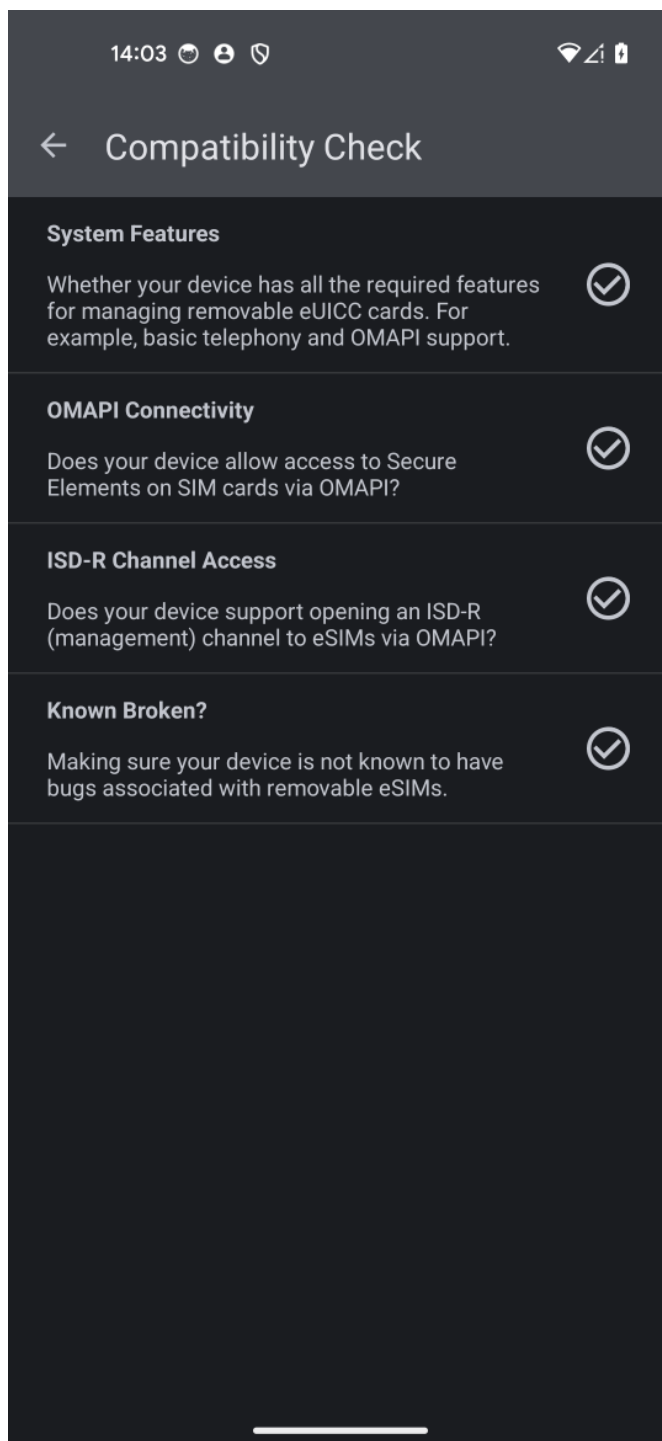 14:03
Compatibility Check
System Features
Whether your device has all the required features
for managing removable eUICC cards. For
example, basic telephony and OMAPI support.
OMAPI Connectivity
Does your device allow access to Secure
Elements on SIM cards via OMAPI?
ISD-R Channel Access
Does your device support opening an ISD-R
(management) channel to eSIMs via OMAPI?
Known Broken?
Making sure your device is not known to have
bugs associated with removable eSIMs.